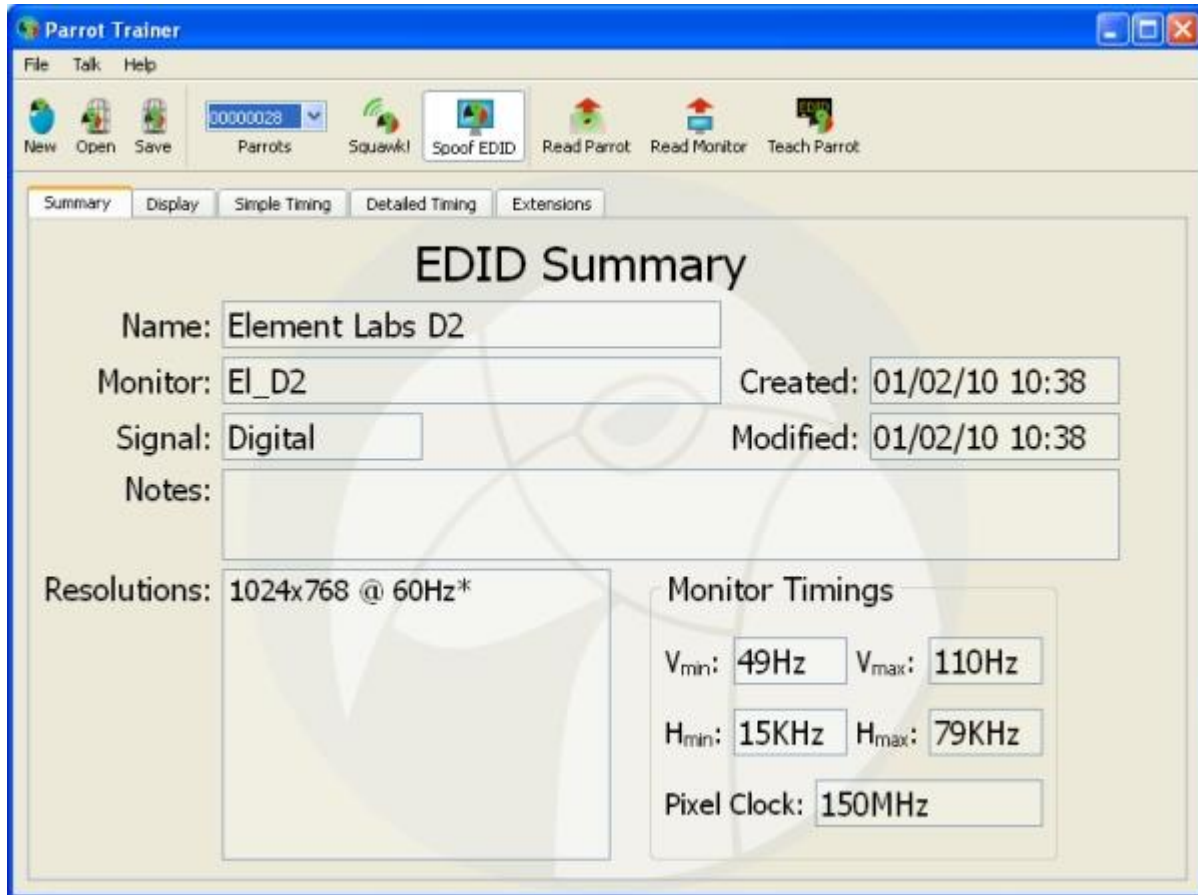 Parrot Trainer
File Talk Help
00000028
New Open Save Parrots Squawk! Spoof EDID Read Parrot Read Monitor Teach Parrot
Summary Display Simple Timing Detailed Timing Extensions
EDID Summary
Name: Element Labs D2
Monitor: El_D2 Created: 01/02/10 10:38
Signal: Digital Modified: 01/02/10 10:38
Notes:
Resolutions: 1024x768 @ 60Hz* Monitor Timings
Vmin: 49Hz Vmax: 110Hz
Hmin: 15KHz Hmax: 79KHz
Pixel Clock: 150MHz